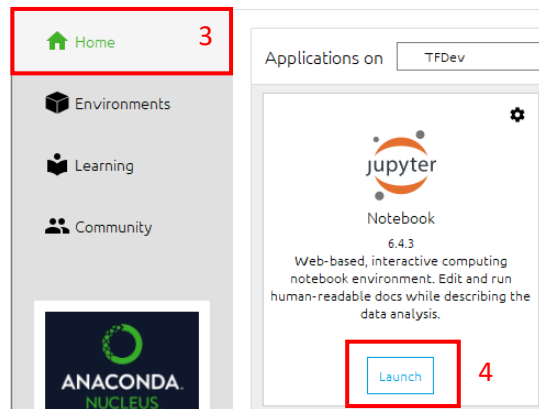 Home
3
Environments
Learning
Community
ANACONDA.
NUCLEUS
Applications on
TFDev
jupyter
Notebook
6.4.3
Web-based, interactive computing
notebook environment. Edit and run
human-readable docs while describing the
data analysis.
Launch
4